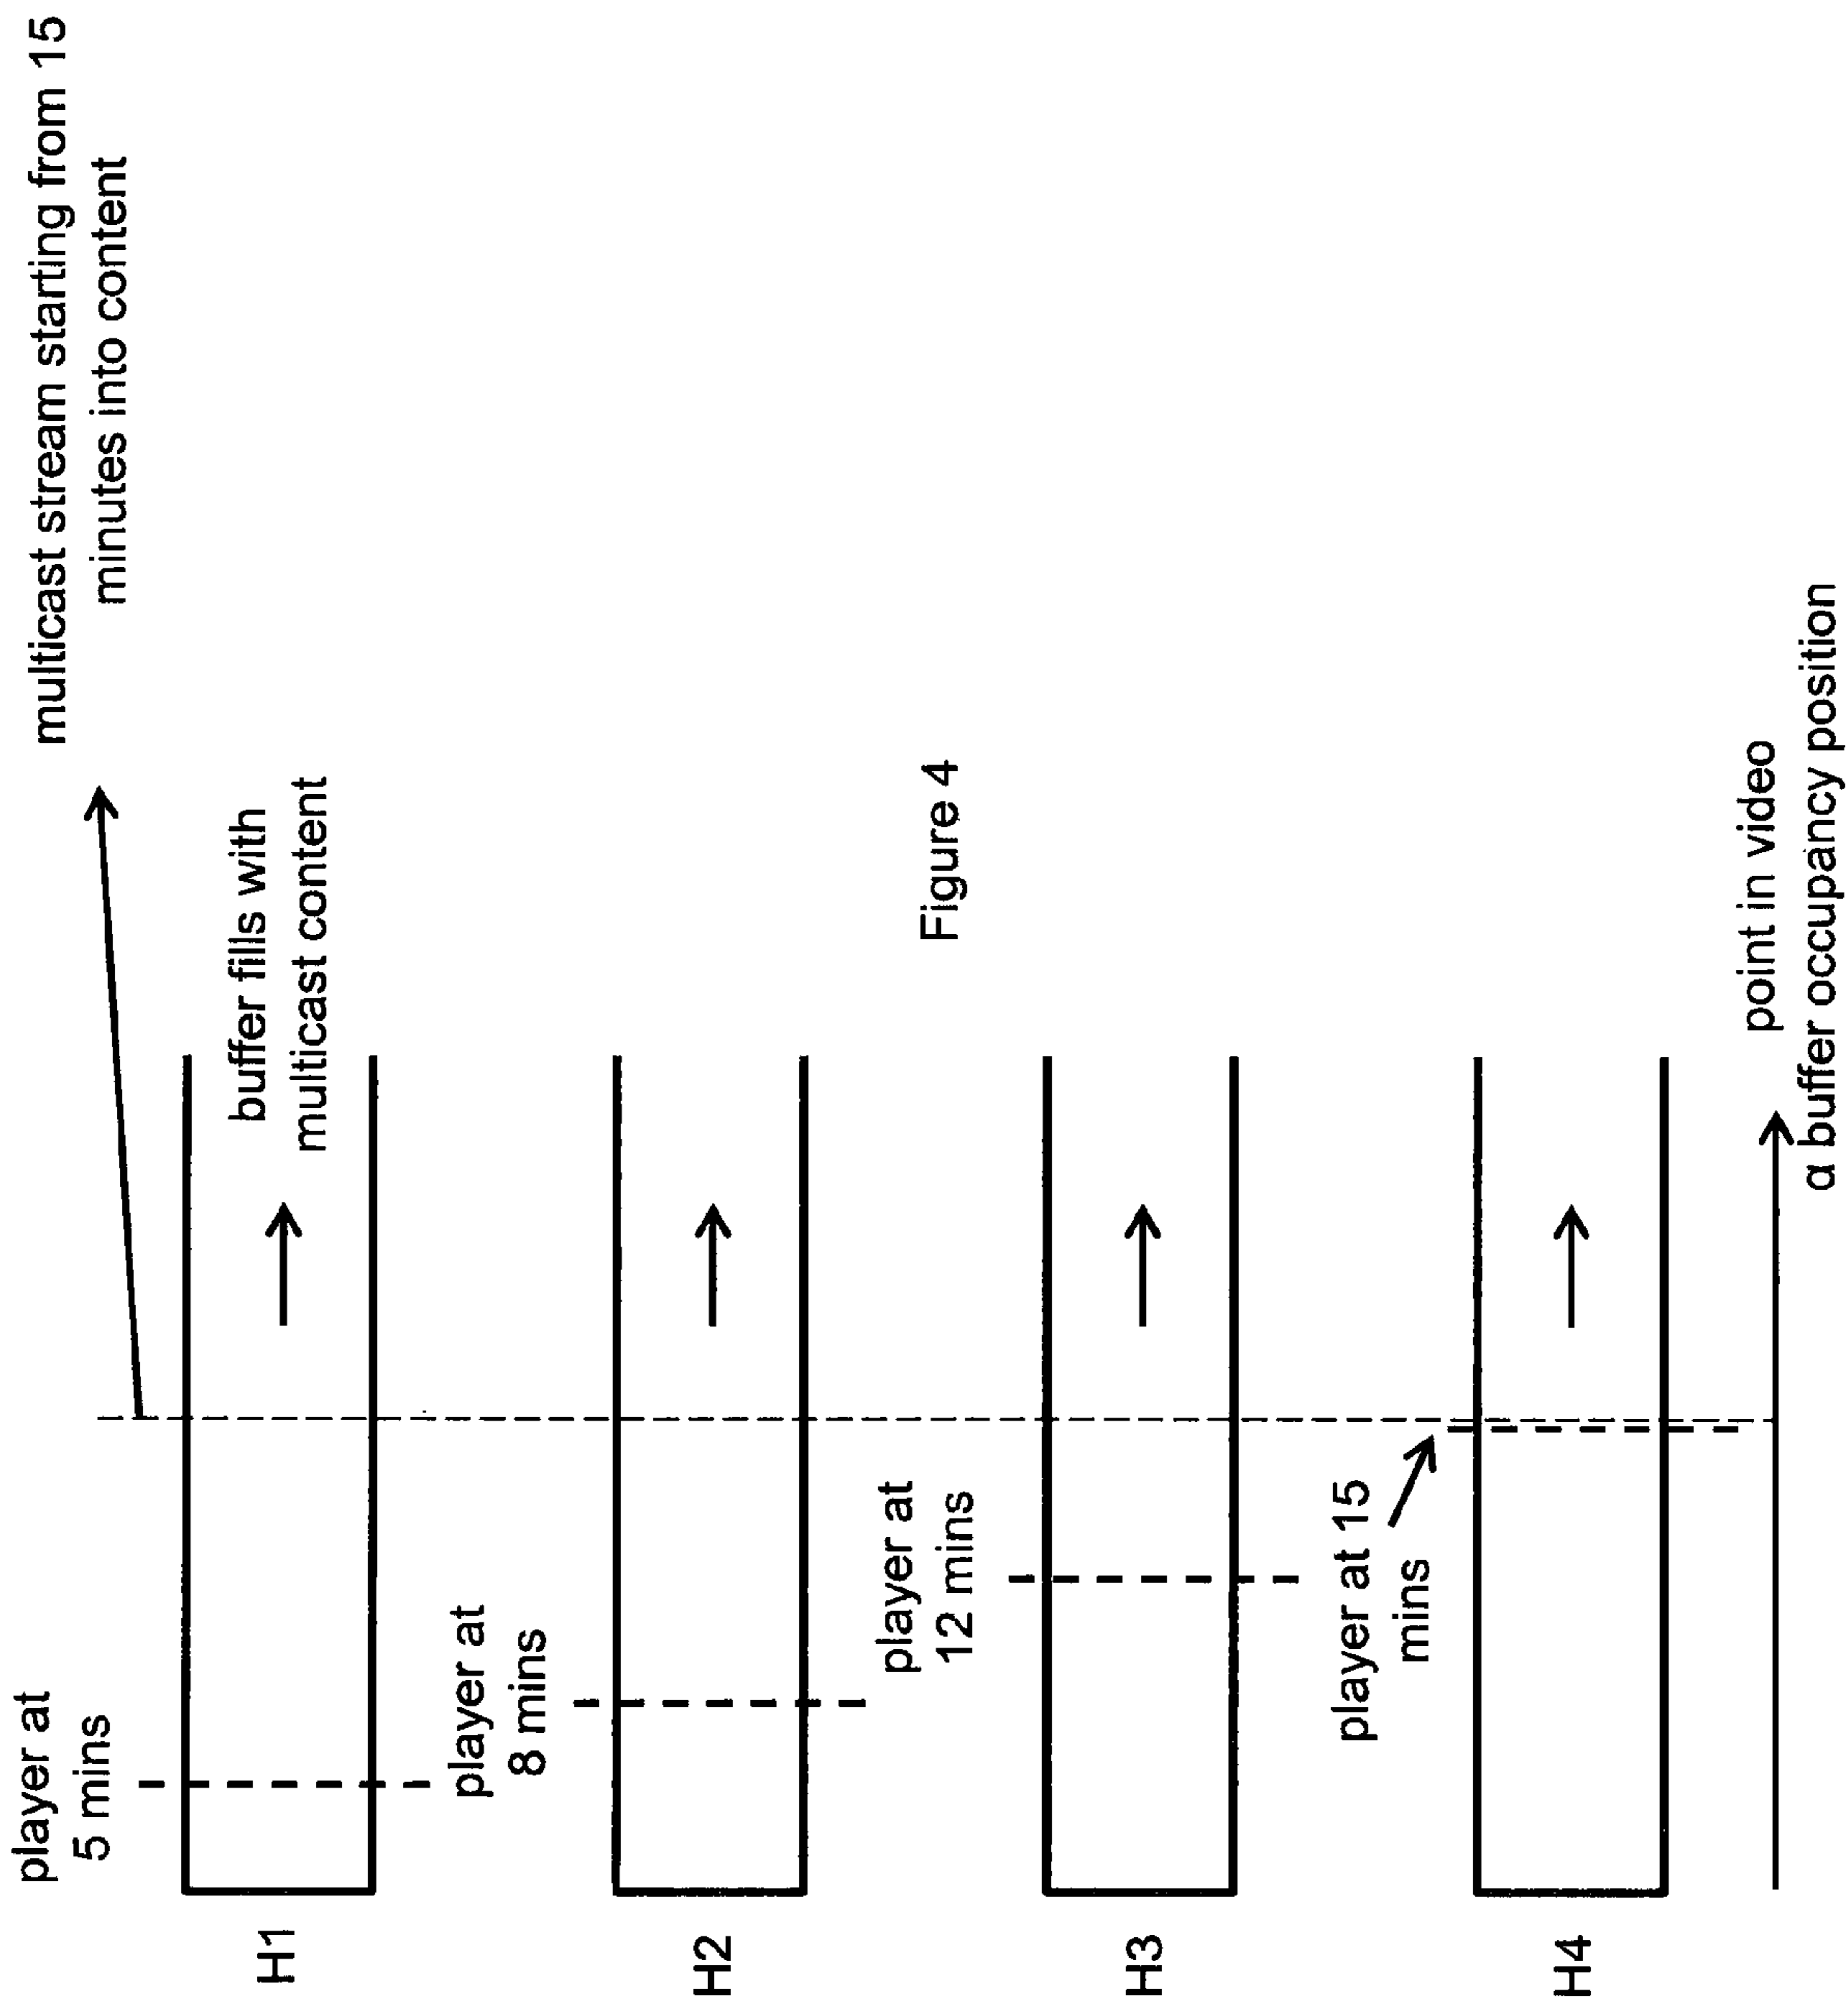 multicast stream starting from 15
minutes into content
player at
5 mins
H1
buffer fills with
multicast content
player at
8 mins
H2
player at
12 mins
H3
Figure 4
player at 15
mins
H4
point in video
α buffer occupancy position